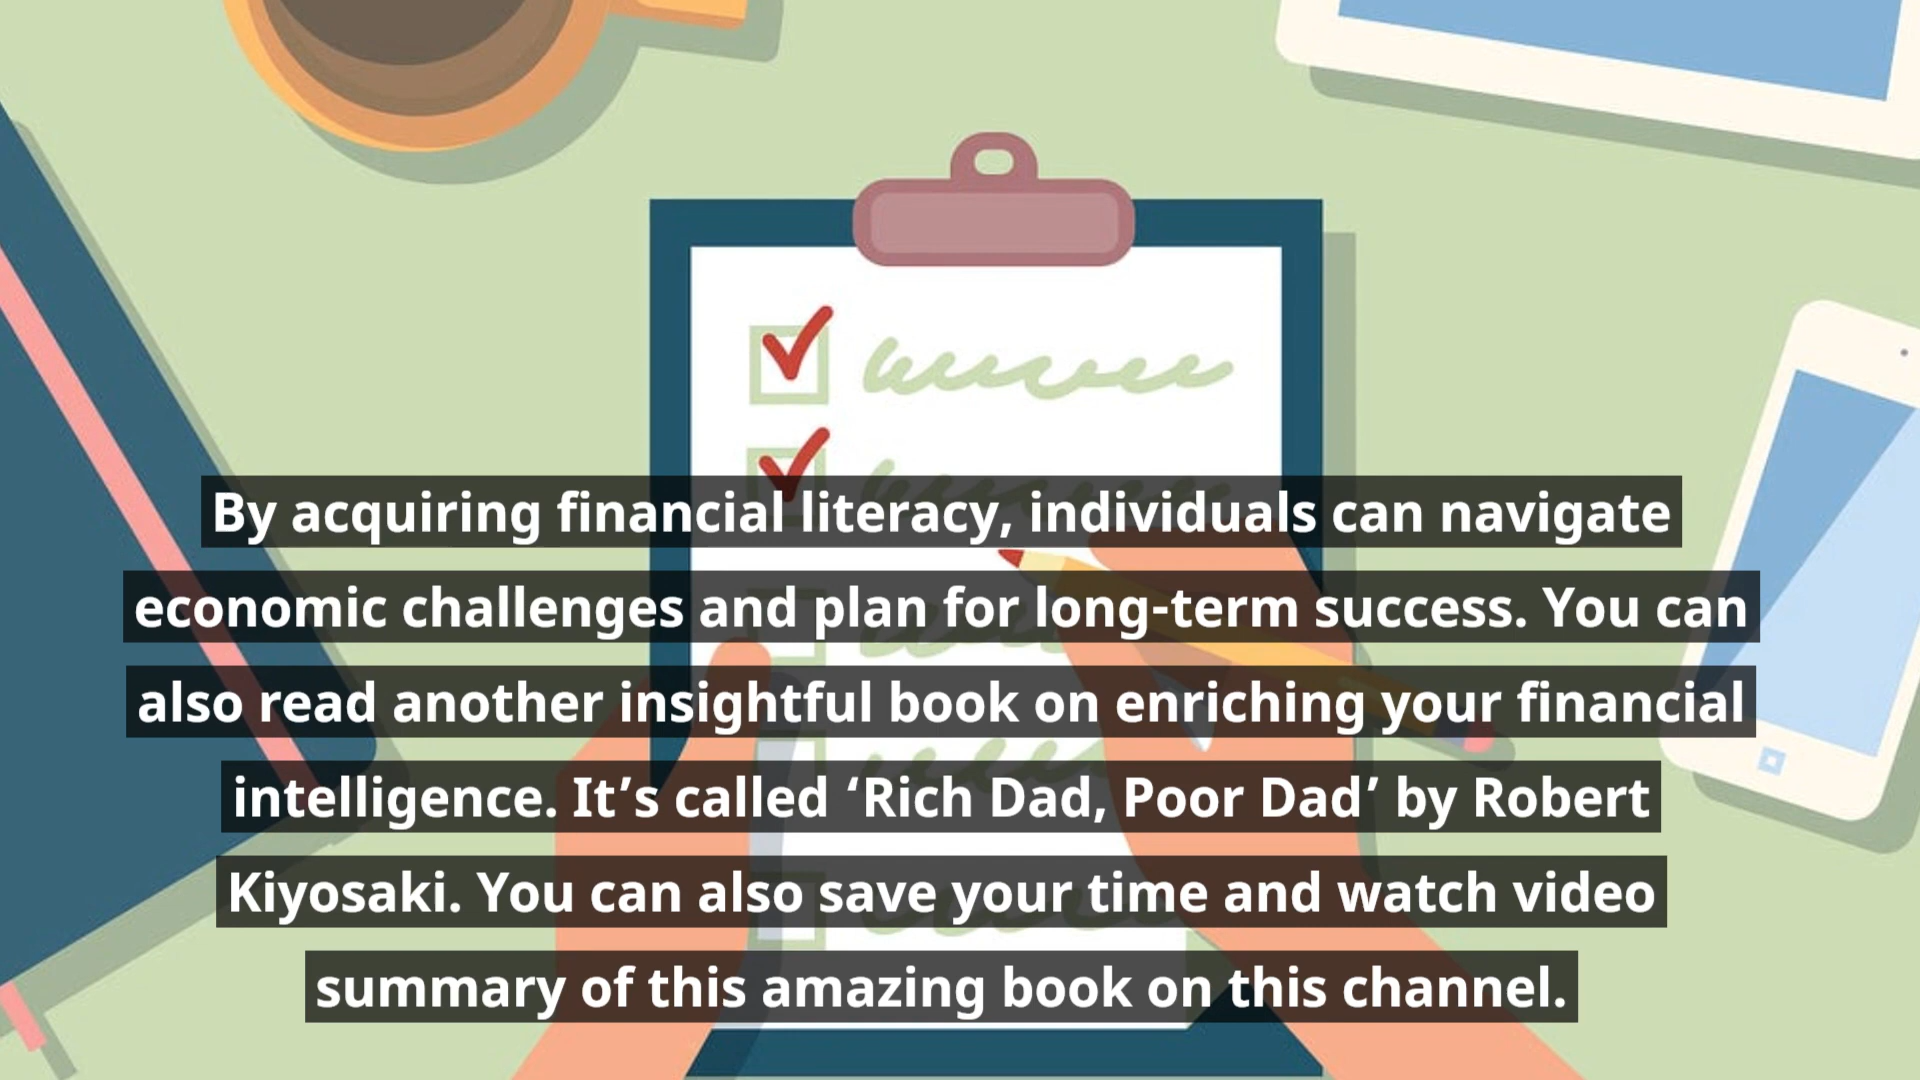 By acquiring financial literacy, individuals can navigate
economic challenges and plan for long-term success. You can
also read another insightful book on enriching your financial
intelligence. It’s called ‘Rich Dad, Poor Dad’ by Robert
Kiyosaki. You can also save your time and watch video
summary of this amazing book on this channel.